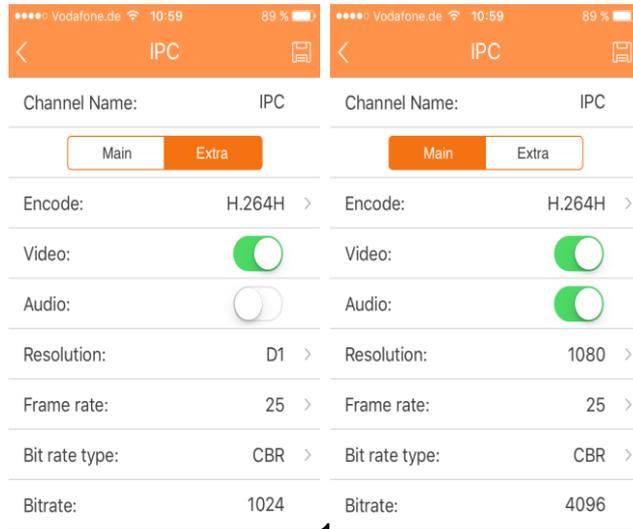 Vodafone.de 10:59 89 %
IPC
Channel Name: IPC
Main Extra
Encode: H.264H
Video:
Audio:
Resolution: D1
Frame rate: 25
Bit rate type: CBR
Bitrate: 1024
Vodafone.de 10:59 89 %
IPC
Channel Name: IPC
Main Extra
Encode: H.264H
Video:
Audio:
Resolution: 1080
Frame rate: 25
Bit rate type: CBR
Bitrate: 4096